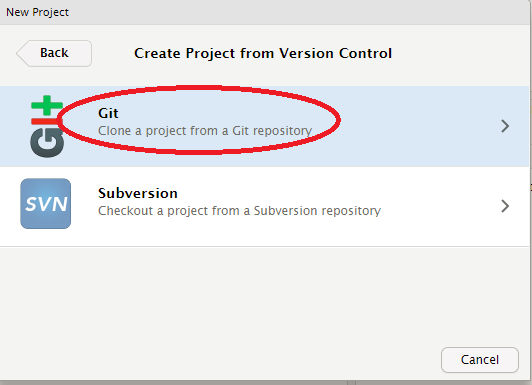 New Project
Back
Create Project from Version Control
Git
Git
Clone a project from a Git repository
SVN
Subversion
Checkout a project from a Subversion repository
Cancel